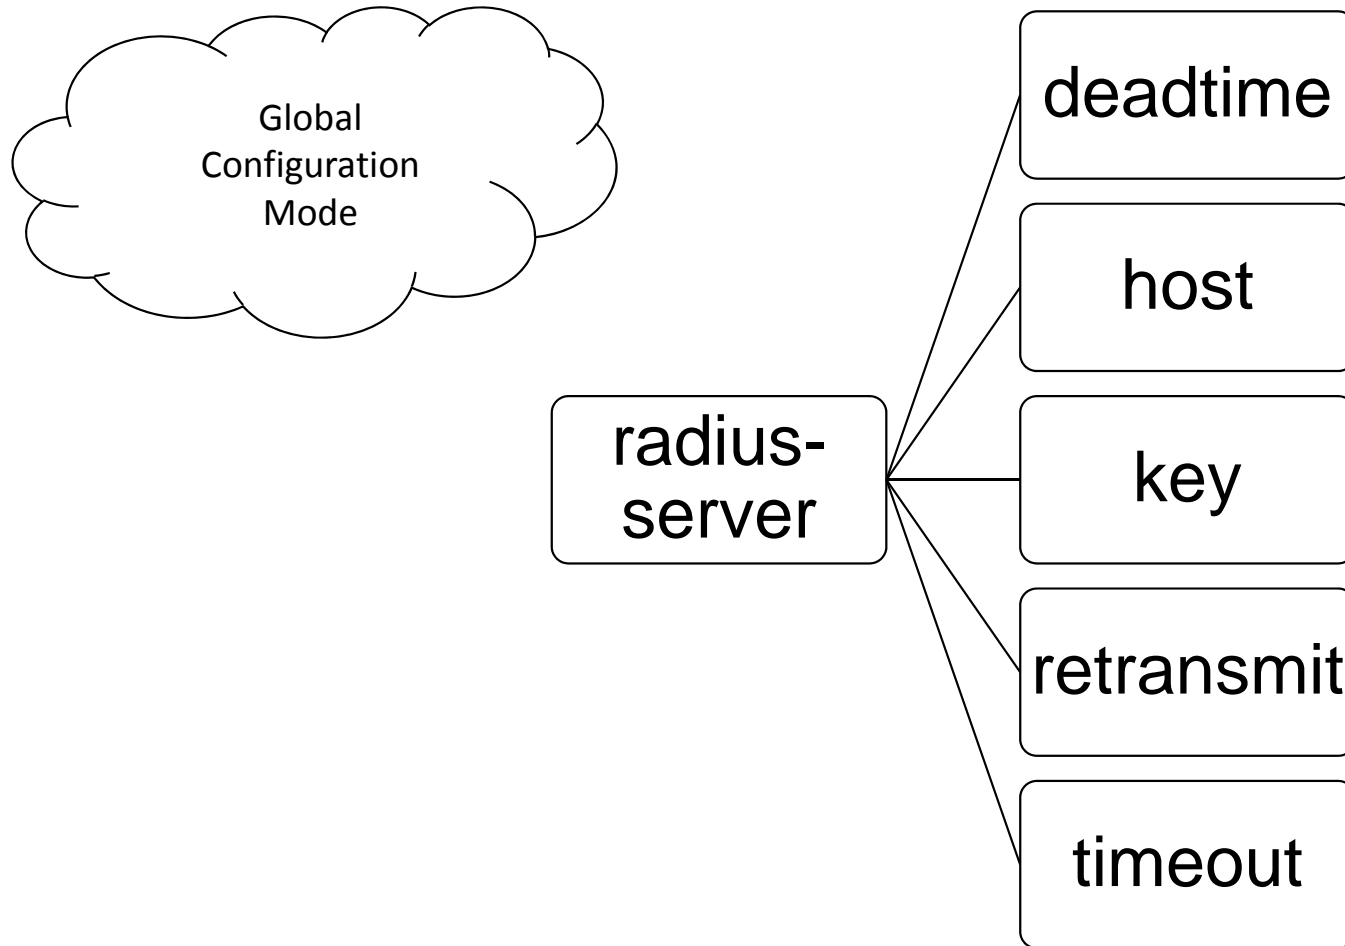 Global
Configuration
Mode
radius-
server
deadtime
host
key
retransmit
timeout